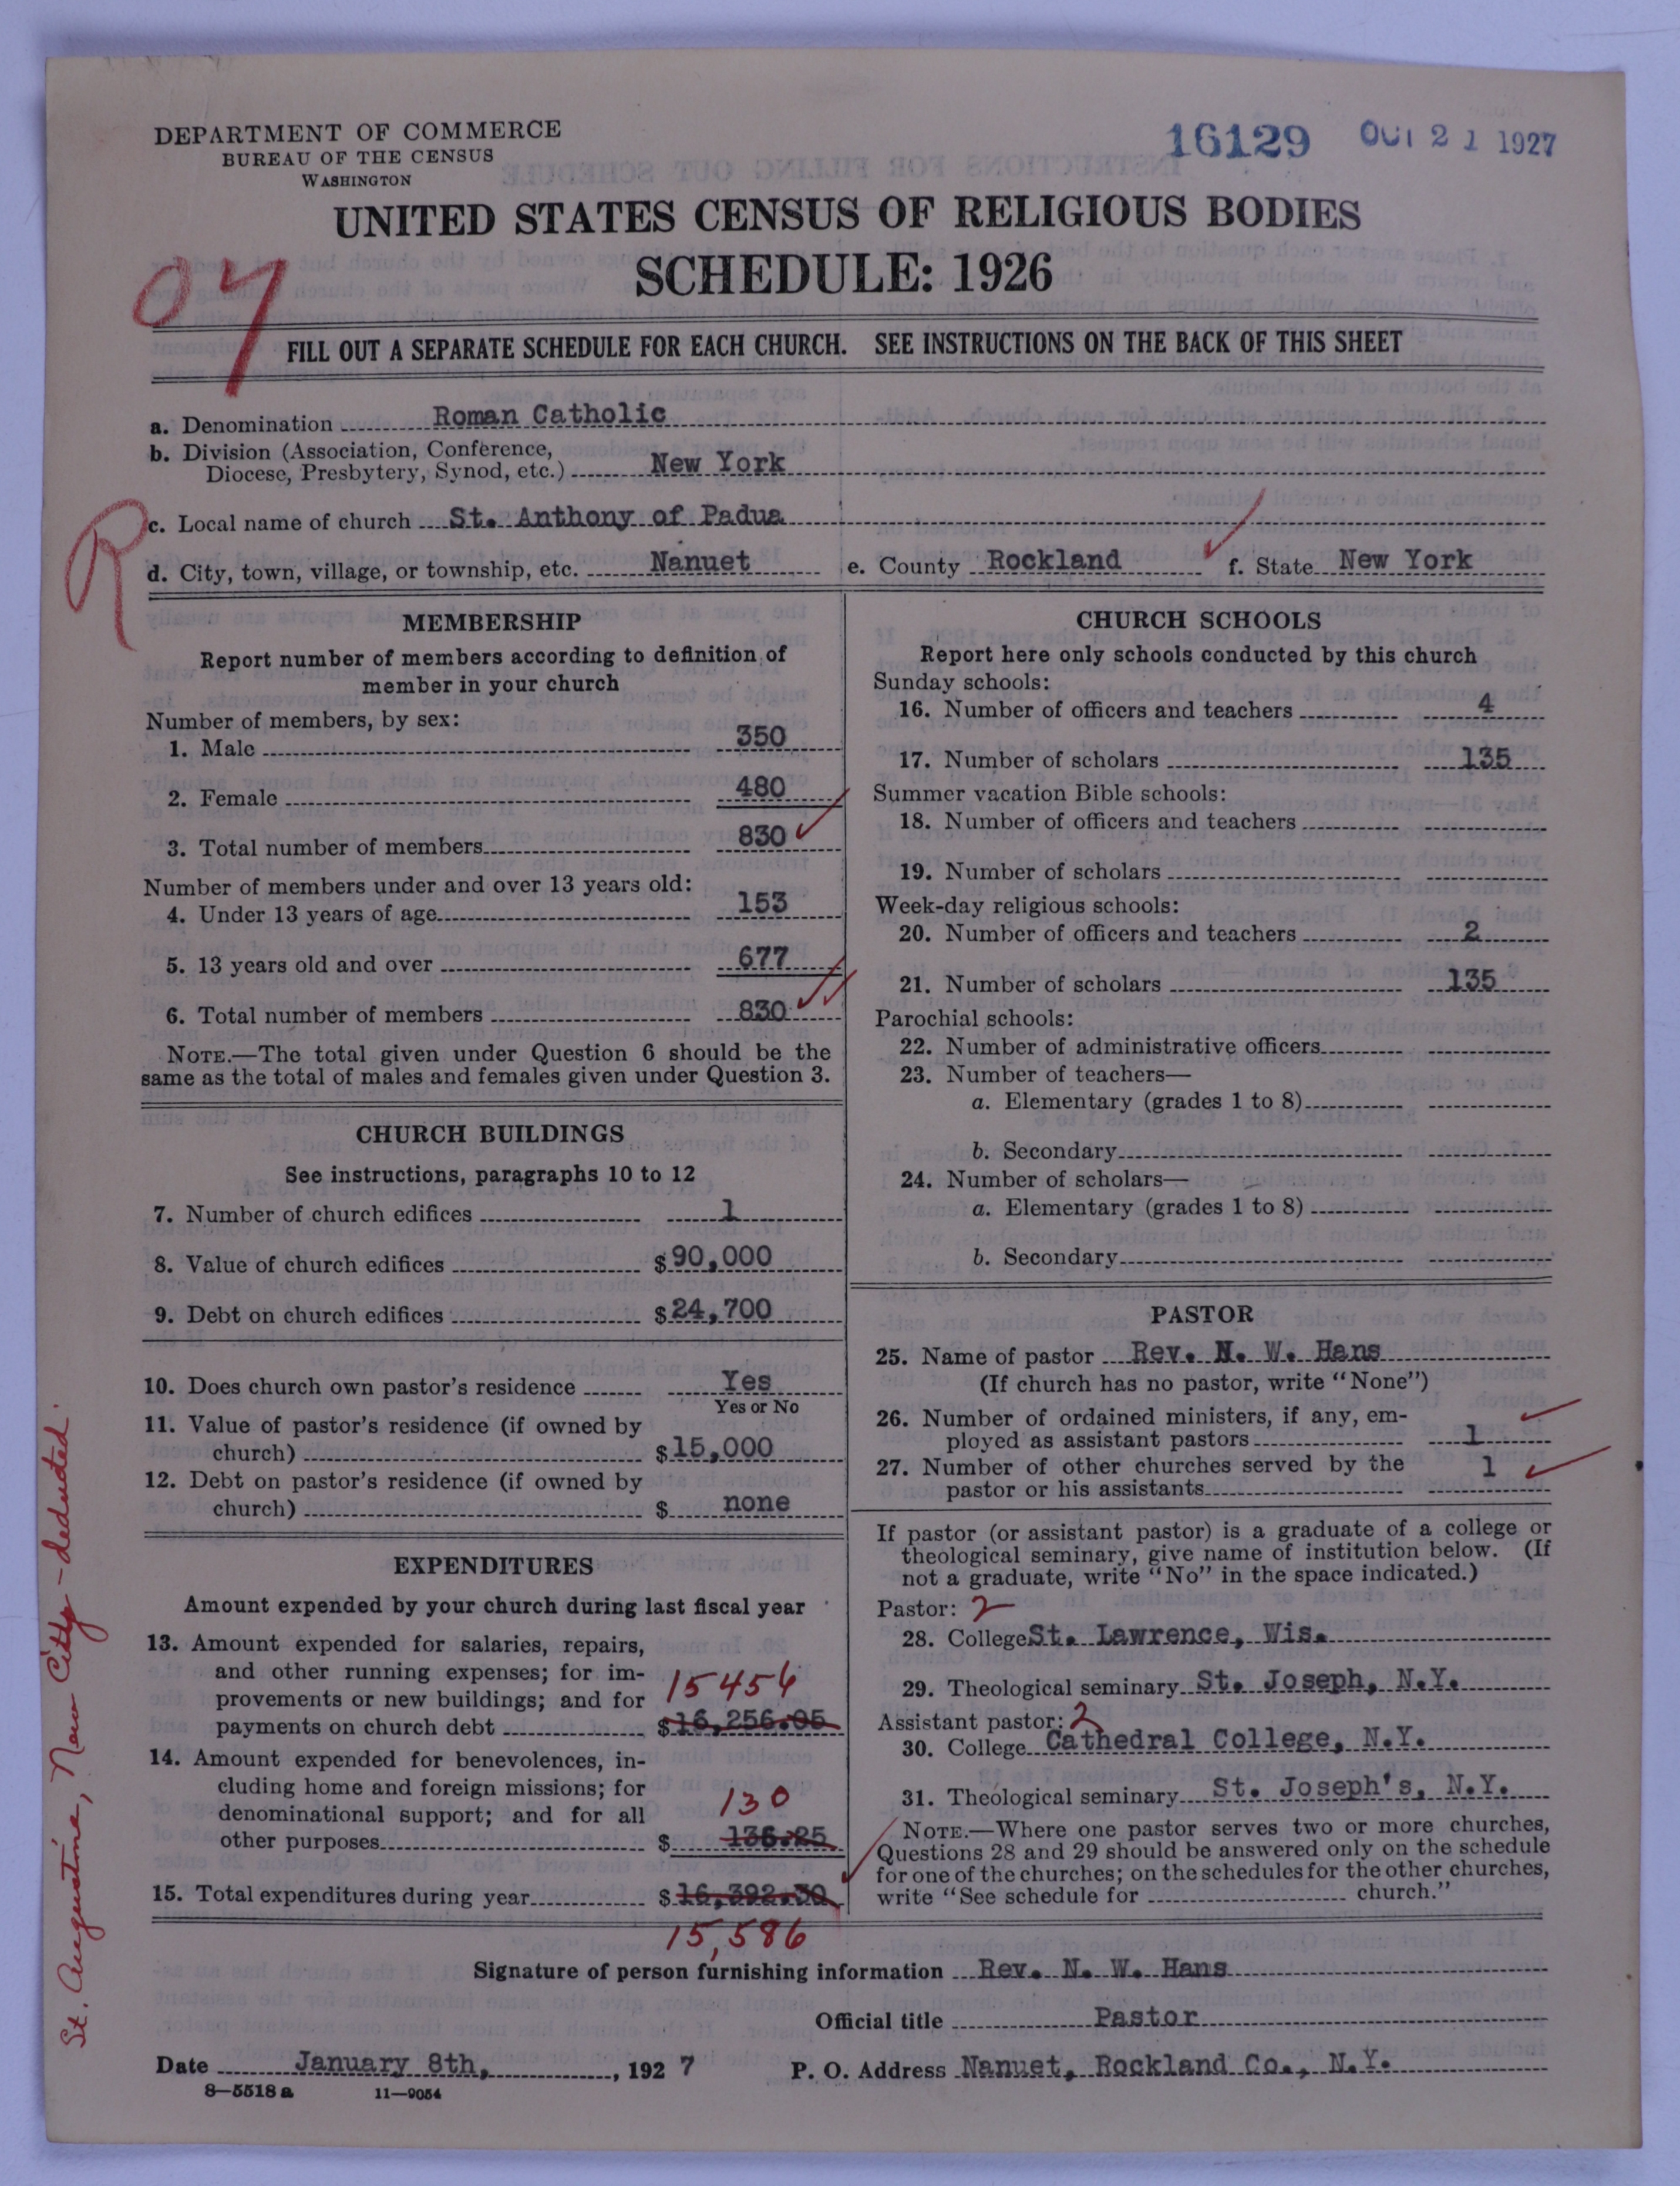 DEPARTMENT OF COMMERCE
BUREAU OF THE CENSUS
WASHINGTON
16129 OCT 21 1927
UNITED STATES CENSUS OF RELIGIOUS BODIES
SCHEDULE: 1926
04
FILL OUT A SEPARATE SCHEDULE FOR EACH CHURCH. SEE INSTRUCTIONS ON THE BACK OF THIS SHEET
a. Denomination Roman Catholic
b. Division (Association, Conference,
Diocese, Presbytery, Synod, etc.) New York
R
c. Local name of church St. Anthony of Padua
d. City, town, village, or township, etc. Nanuet e. County Rockland f. State New York
MEMBERSHIP
Report number of members according to definition of
member in your church
Number of members, by sex:
1. Male 350
2. Female 480
3. Total number of members 830
Number of members under and over 13 years old:
4. Under 13 years of age 153
5. 13 years old and over 677
6. Total number of members 830
NOTE.—The total given under Question 6 should be the
same as the total of males and females given under Question 3.
CHURCH BUILDINGS
See instructions, paragraphs 10 to 12
7. Number of church edifices 1
8. Value of church edifices $90,000
9. Debt on church edifices $24,700
10. Does church own pastor's residence Yes
Yes or No
11. Value of pastor's residence (if owned by
church) $15,000
12. Debt on pastor's residence (if owned by
church) $ none
EXPENDITURES
Amount expended by your church during last fiscal year
13. Amount expended for salaries, repairs,
and other running expenses; for im-
provements or new buildings; and for 15456
payments on church debt $16,256.05
14. Amount expended for benevolences, in-
cluding home and foreign missions; for
denominational support; and for all 130
other purposes $ 136.25
15. Total expenditures during year $16,392.30
15,586
CHURCH SCHOOLS
Report here only schools conducted by this church
Sunday schools:
16. Number of officers and teachers 4
17. Number of scholars 135
Summer vacation Bible schools:
18. Number of officers and teachers
19. Number of scholars
Week-day religious schools:
20. Number of officers and teachers 2
21. Number of scholars 135
Parochial schools:
22. Number of administrative officers
23. Number of teachers—
a. Elementary (grades 1 to 8)
b. Secondary
24. Number of scholars—
a. Elementary (grades 1 to 8)
b. Secondary
PASTOR
25. Name of pastor Rev. N. W. Hans
(If church has no pastor, write "None")
26. Number of ordained ministers, if any, em-
ployed as assistant pastors 1
27. Number of other churches served by the 1
pastor or his assistants
If pastor (or assistant pastor) is a graduate of a college or
theological seminary, give name of institution below. (If
not a graduate, write "No" in the space indicated.)
Pastor: 2
28. College St. Lawrence, Wis.
29. Theological seminary St. Joseph, N.Y.
Assistant pastor: 2
30. College Cathedral College, N.Y.
31. Theological seminary St. Joseph's, N.Y.
NOTE.—Where one pastor serves two or more churches,
Questions 28 and 29 should be answered only on the schedule
for one of the churches; on the schedules for the other churches,
write "See schedule for church."
Signature of person furnishing information Rev. N. W. Hans
Official title Pastor
Date January 8th, , 1927 P. O. Address Nanuet, Rockland Co., N.Y.
8—5518 a 11—9054
St. Augustine, New City - deducted.